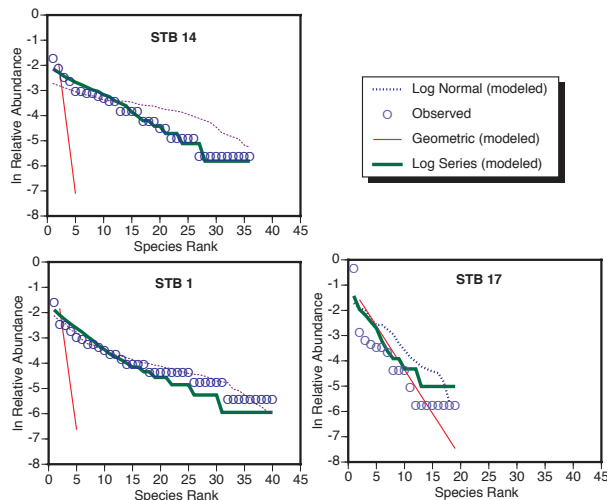 STB 14
ln Relative Abundance
0
-1
-2
-3
-4
-5
-6
-7
-8
0 5 10 15 20 25 30 35 40 45
Species Rank
Log Normal (modeled)
Observed
Geometric (modeled)
Log Series (modeled)
STB 1
ln Relative Abundance
0
-1
-2
-3
-4
-5
-6
-7
-8
0 5 10 15 20 25 30 35 40 45
Species Rank
STB 17
ln Relative Abundance
0
-1
-2
-3
-4
-5
-6
-7
-8
0 5 10 15 20 25 30 35 40 45
Species Rank